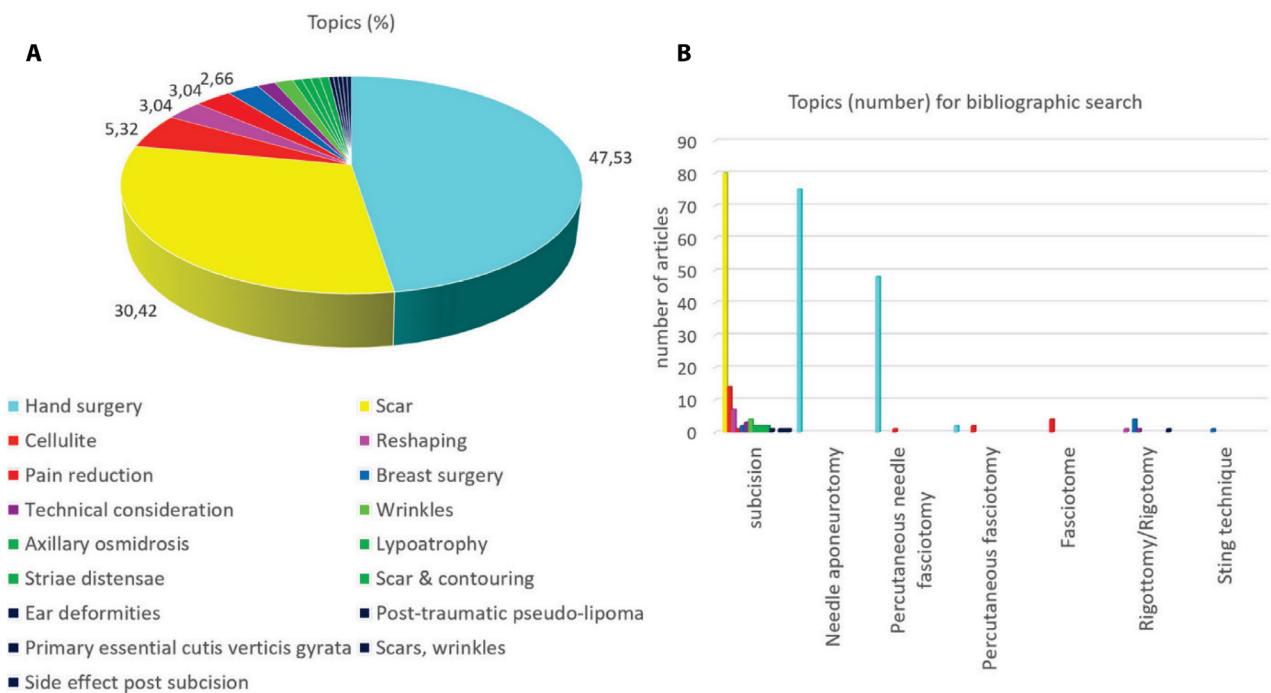 Topics (%)
A
2,66
3,04
3,04
5,32
47,53
30,42
Hand surgery
Scar
Cellulite
Reshaping
Pain reduction
Breast surgery
Technical consideration
Wrinkles
Axillary osmidrosis
Lypoatrophy
Striae distensae
Scar & contouring
Ear deformities
Post-traumatic pseudo-lipoma
Primary essential cutis verticis gyrata
Scars, wrinkles
Side effect post subcision
B
Topics (number) for bibliographic search
number of articles
90
80
70
60
50
40
30
20
10
0
subcision
Needle aponeurotomy
Percutaneous needle
fasciotomy
Percutaneous fasciotomy
Fasciotome
Rigottomy/Rigotomy
Sting technique